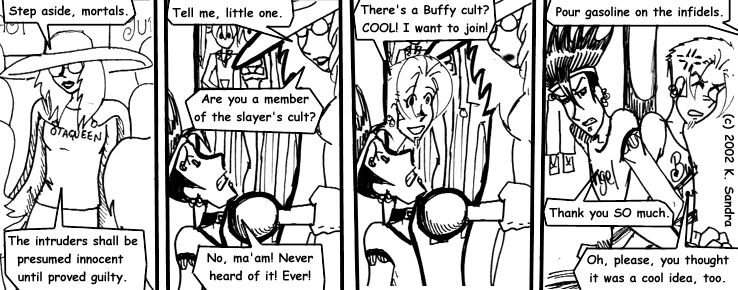 Step aside, mortals.
OTAQUEEN
The intruders shall be
presumed innocent
until proved guilty.
Tell me, little one.
Are you a member
of the slayer's cult?
No, ma'am! Never
heard of it! Ever!
There's a Buffy cult?
COOL! I want to join!
Pour gasoline on the infidels.
Thank you SO much.
Oh, please, you thought
it was a cool idea, too.
(c) 2002 K. Sandra